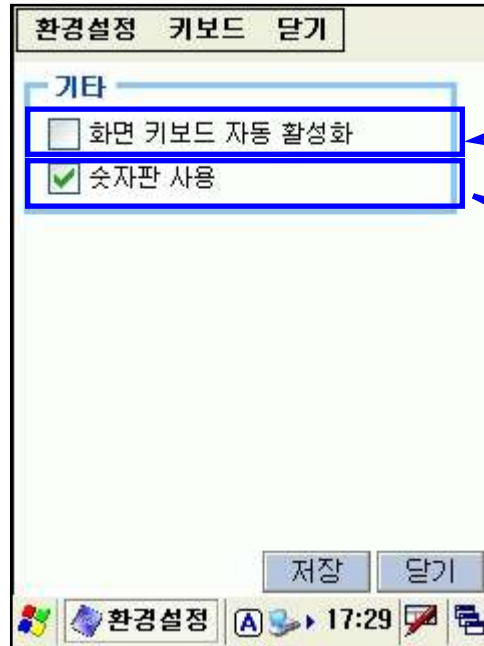 환경설정 키보드 닫기
기타
화면 키보드 자동 활성화
숫자판 사용
저장 닫기
환경설정 A 17:29